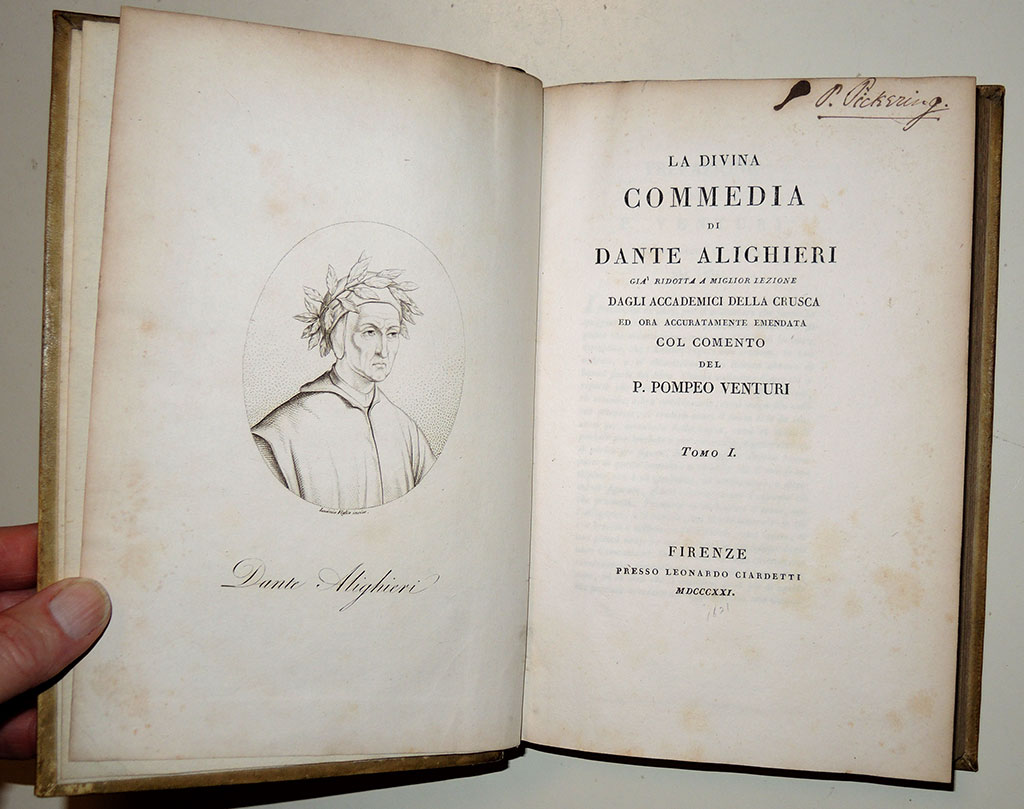 Dante Alighieri
P. Pickering.
LA DIVINA
COMMEDIA
DI
DANTE ALIGHIERI
GIA' RIDOTTA A MIGLIOR LEZIONE
DAGLI ACCADEMICI DELLA CRUSCA
ED ORA ACCURATAMENTE EMENDATA
COL COMENTO
DEL
P. POMPEO VENTURI
TOMO I.
FIRENZE
PRESSO LEONARDO CIARDETTI
MDCCCXXI.